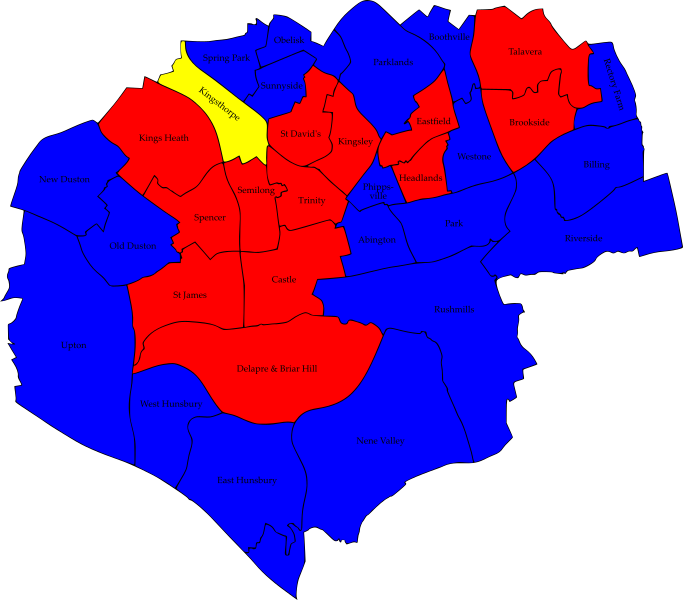 Obelisk
Boothville
Spring Park
Talavera
Parklands
Rectory Farm
Sunnyside
Kingsthorpe
Eastfield
Brookside
St David's
Kings Heath
Kingsley
Westone
Billing
Headlands
New Duston
Semilong
Phipps
ville
Trinity
Spencer
Park
Abington
Riverside
Old Duston
Castle
St James
Rushmills
Upton
Delapre & Briar Hill
West Hunsbury
Nene Valley
East Hunsbury